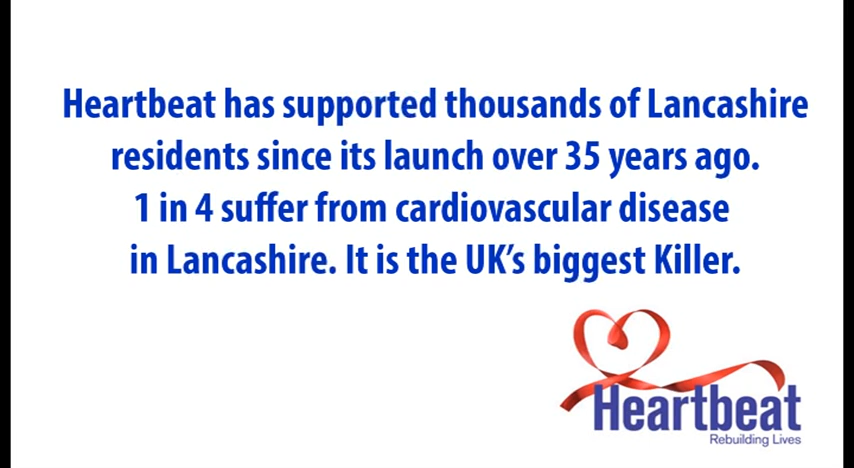 Heartbeat has supported thousands of Lancashire
residents since its launch over 35 years ago.
1 in 4 suffer from cardiovascular disease
in Lancashire. It is the UK’s biggest Killer.
Heartbeat
Rebuilding Lives